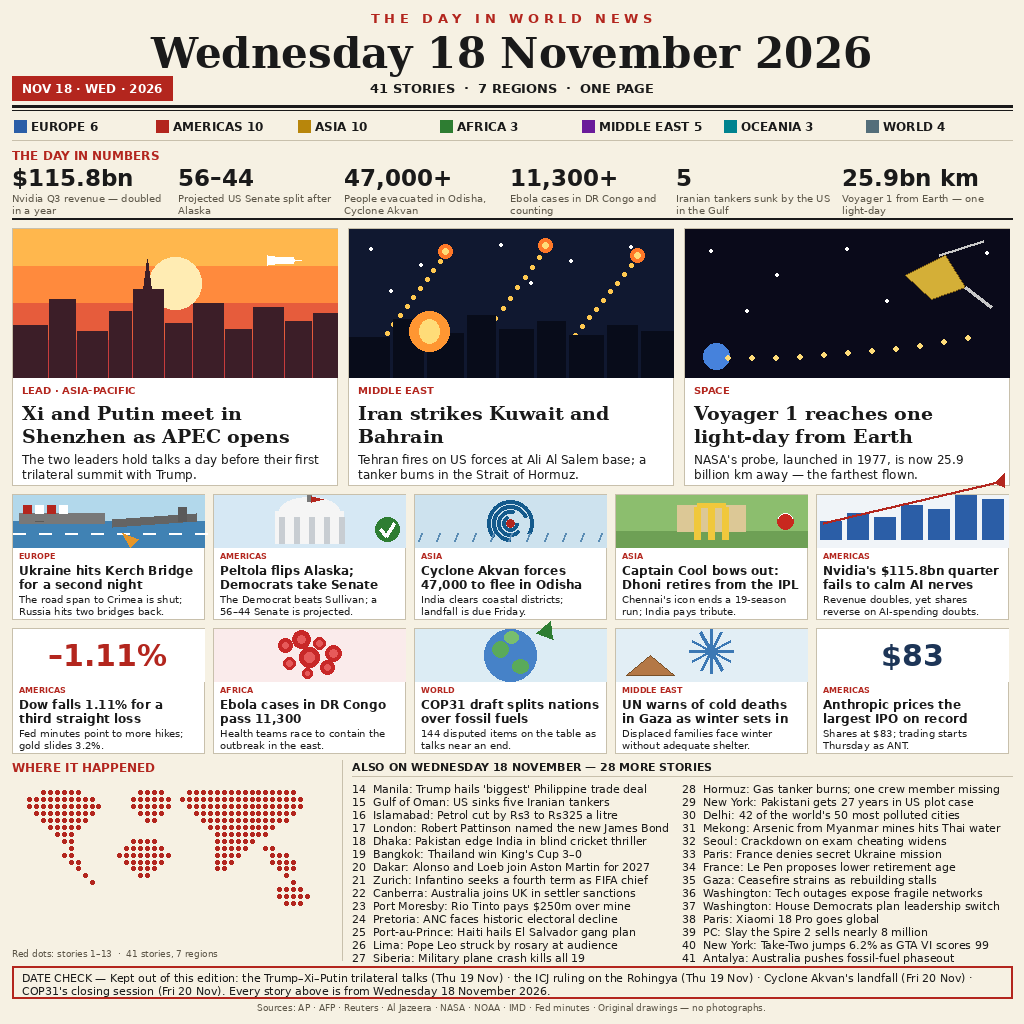 THE DAY IN WORLD NEWS
Wednesday 18 November 2026
NOV 18 · WED · 2026
41 STORIES · 7 REGIONS · ONE PAGE
EUROPE 6
AMERICAS 10
ASIA 10
AFRICA 3
MIDDLE EAST 5
OCEANIA 3
WORLD 4
THE DAY IN NUMBERS
$115.8bn
Nvidia Q3 revenue — doubled
in a year
56–44
Projected US Senate split after
Alaska
47,000+
People evacuated in Odisha,
Cyclone Akvan
11,300+
Ebola cases in DR Congo and
counting
5
Iranian tankers sunk by the US
in the Gulf
25.9bn km
Voyager 1 from Earth — one
light-day
LEAD · ASIA-PACIFIC
Xi and Putin meet in
Shenzhen as APEC opens
The two leaders hold talks a day before their first
trilateral summit with Trump.
MIDDLE EAST
Iran strikes Kuwait and
Bahrain
Tehran fires on US forces at Ali Al Salem base; a
tanker burns in the Strait of Hormuz.
SPACE
Voyager 1 reaches one
light-day from Earth
NASA's probe, launched in 1977, is now 25.9
billion km away — the farthest flown.
EUROPE
Ukraine hits Kerch Bridge
for a second night
The road span to Crimea is shut;
Russia hits two bridges back.
AMERICAS
Peltola flips Alaska;
Democrats take Senate
The Democrat beats Sullivan; a
56–44 Senate is projected.
ASIA
Cyclone Akvan forces
47,000 to flee in Odisha
India clears coastal districts;
landfall is due Friday.
ASIA
Captain Cool bows out:
Dhoni retires from the IPL
Chennai's icon ends a 19-season
run; India pays tribute.
AMERICAS
Nvidia's $115.8bn quarter
fails to calm AI nerves
Revenue doubles, yet shares
reverse on AI-spending doubts.
–1.11%
AMERICAS
Dow falls 1.11% for a
third straight loss
Fed minutes point to more hikes;
gold slides 3.2%.
AFRICA
Ebola cases in DR Congo
pass 11,300
Health teams race to contain the
outbreak in the east.
WORLD
COP31 draft splits nations
over fossil fuels
144 disputed items on the table as
talks near an end.
MIDDLE EAST
UN warns of cold deaths
in Gaza as winter sets in
Displaced families face winter
without adequate shelter.
$83
AMERICAS
Anthropic prices the
largest IPO on record
Shares at $83; trading starts
Thursday as ANT.
WHERE IT HAPPENED
Red dots: stories 1–13 · 41 stories, 7 regions
ALSO ON WEDNESDAY 18 NOVEMBER — 28 MORE STORIES
14 Manila: Trump hails 'biggest' Philippine trade deal
15 Gulf of Oman: US sinks five Iranian tankers
16 Islamabad: Petrol cut by Rs3 to Rs325 a litre
17 London: Robert Pattinson named the new James Bond
18 Dhaka: Pakistan edge India in blind cricket thriller
19 Bangkok: Thailand win King's Cup 3–0
20 Dakar: Alonso and Loeb join Aston Martin for 2027
21 Zurich: Infantino seeks a fourth term as FIFA chief
22 Canberra: Australia joins UK in settler sanctions
23 Port Moresby: Rio Tinto pays $250m over mine
24 Pretoria: ANC faces historic electoral decline
25 Port-au-Prince: Haiti hails El Salvador gang plan
26 Lima: Pope Leo struck by rosary at audience
27 Siberia: Military plane crash kills all 19
28 Hormuz: Gas tanker burns; one crew member missing
29 New York: Pakistani gets 27 years in US plot case
30 Delhi: 42 of the world's 50 most polluted cities
31 Mekong: Arsenic from Myanmar mines hits Thai water
32 Seoul: Crackdown on exam cheating widens
33 Paris: France denies secret Ukraine mission
34 France: Le Pen proposes lower retirement age
35 Gaza: Ceasefire strains as rebuilding stalls
36 Washington: Tech outages expose fragile networks
37 Washington: House Democrats plan leadership switch
38 Paris: Xiaomi 18 Pro goes global
39 PC: Slay the Spire 2 sells nearly 8 million
40 New York: Take-Two jumps 6.2% as GTA VI scores 99
41 Antalya: Australia pushes fossil-fuel phaseout
DATE CHECK — Kept out of this edition: the Trump–Xi–Putin trilateral talks (Thu 19 Nov) · the ICJ ruling on the Rohingya (Thu 19 Nov) · Cyclone Akvan's landfall (Fri 20 Nov) ·
COP31's closing session (Fri 20 Nov). Every story above is from Wednesday 18 November 2026.
Sources: AP · AFP · Reuters · Al Jazeera · NASA · NOAA · IMD · Fed minutes · Original drawings — no photographs.